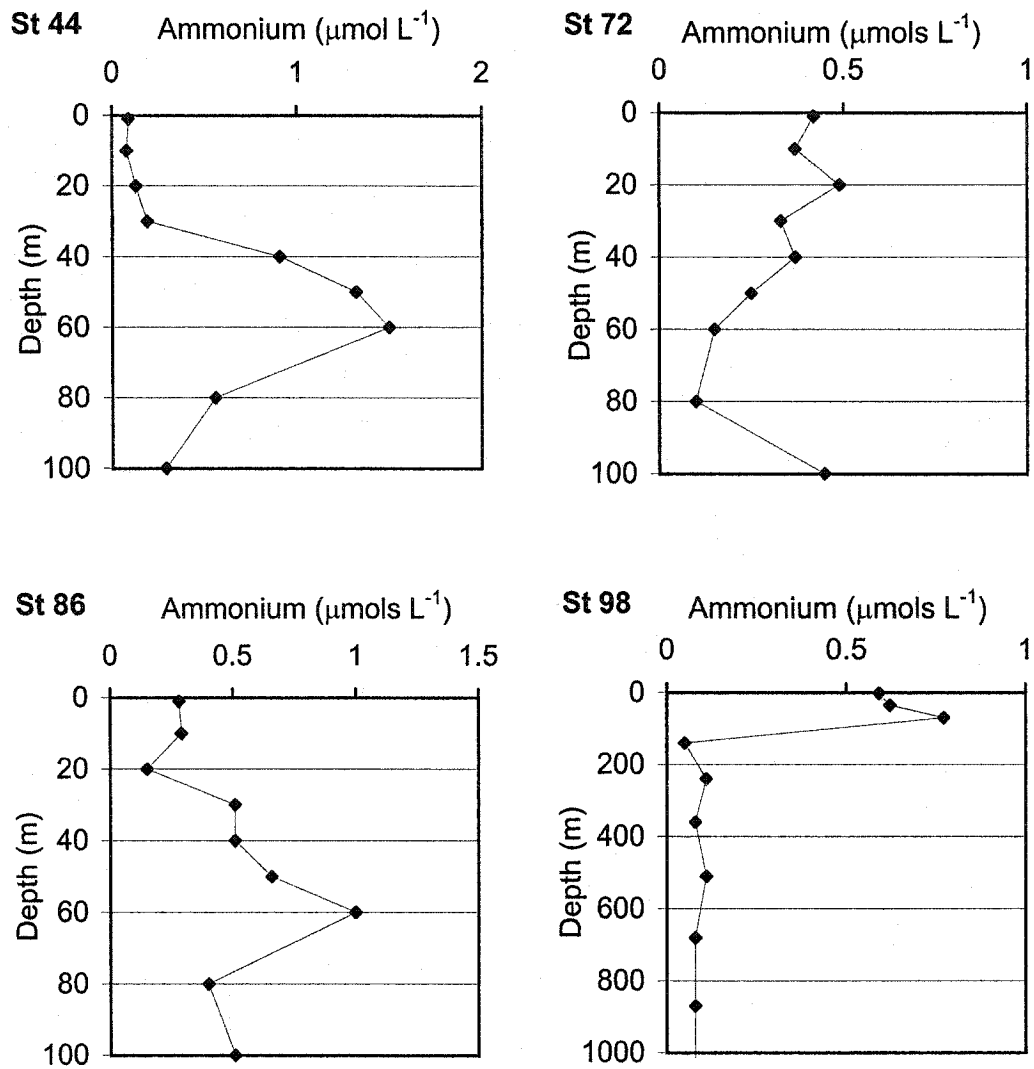 St 44 Ammonium (μmol L⁻¹)
0 1 2
0
20
40
60
80
100
Depth (m)
St 72 Ammonium (μmols L⁻¹)
0 0.5 1
0
20
40
60
80
100
Depth (m)
St 86 Ammonium (μmols L⁻¹)
0 0.5 1 1.5
0
20
40
60
80
100
Depth (m)
St 98 Ammonium (μmols L⁻¹)
0 0.5 1
0
200
400
600
800
1000
Depth (m)